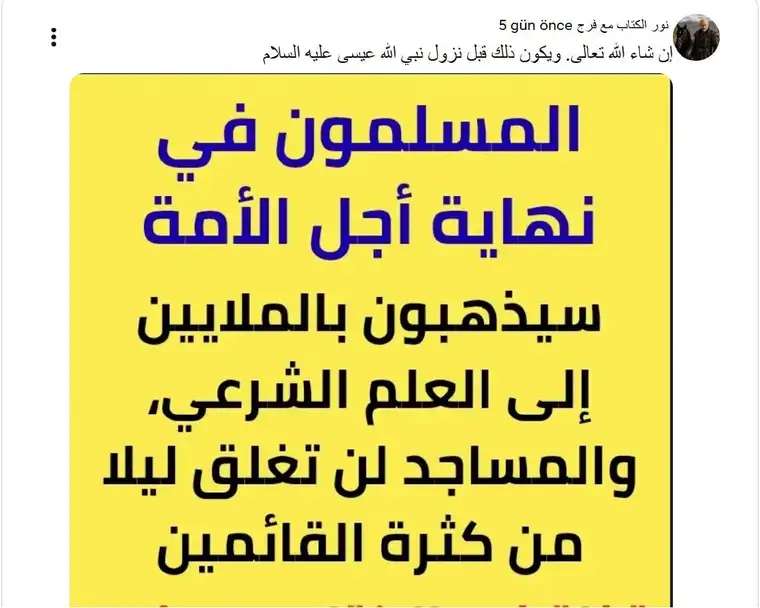 نور الكتاب مع فرج 5 gün önce
إن شاء الله تعالى. ويكون ذلك قبل نزول نبي الله عيسى عليه السلام
المسلمون في
نهاية أجل الأمة
سيذهبون بالملايين
إلى العلم الشرعي،
والمساجد لن تغلق ليلا
من كثرة القائمين